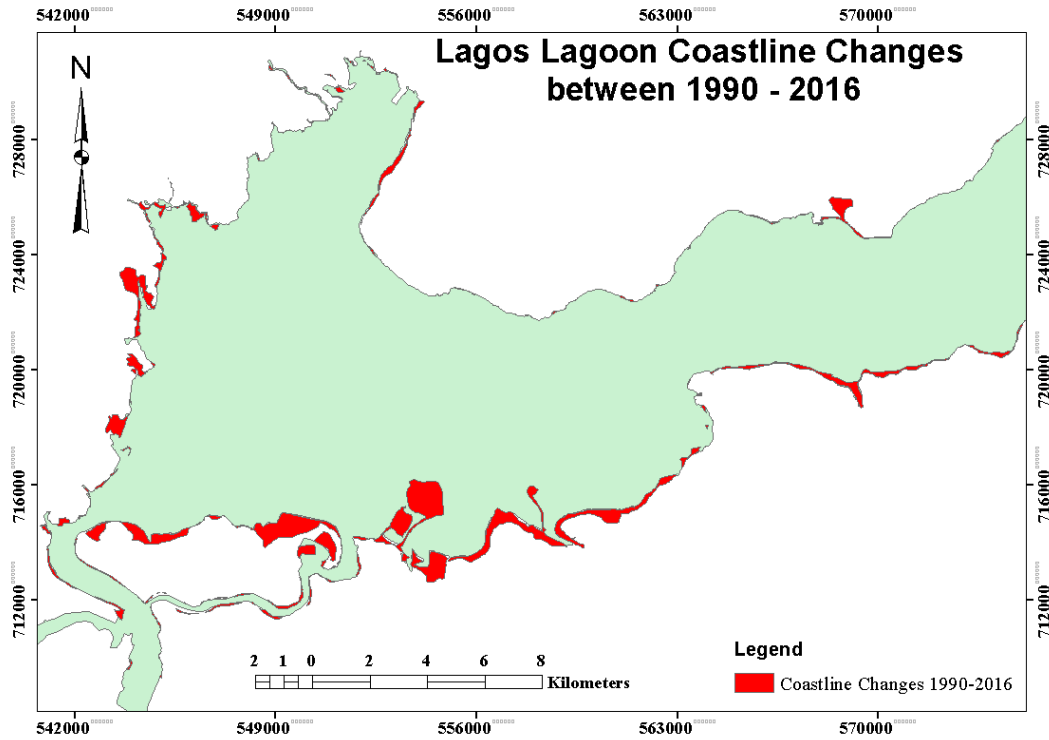 542000 549000 556000 563000 570000
Lagos Lagoon Coastline Changes
between 1990 - 2016
N
728000 728000
724000 724000
720000 720000
716000 716000
712000 712000
Legend
2 1 0 2 4 6 8
Kilometers
Coastline Changes 1990-2016
542000 549000 556000 563000 570000